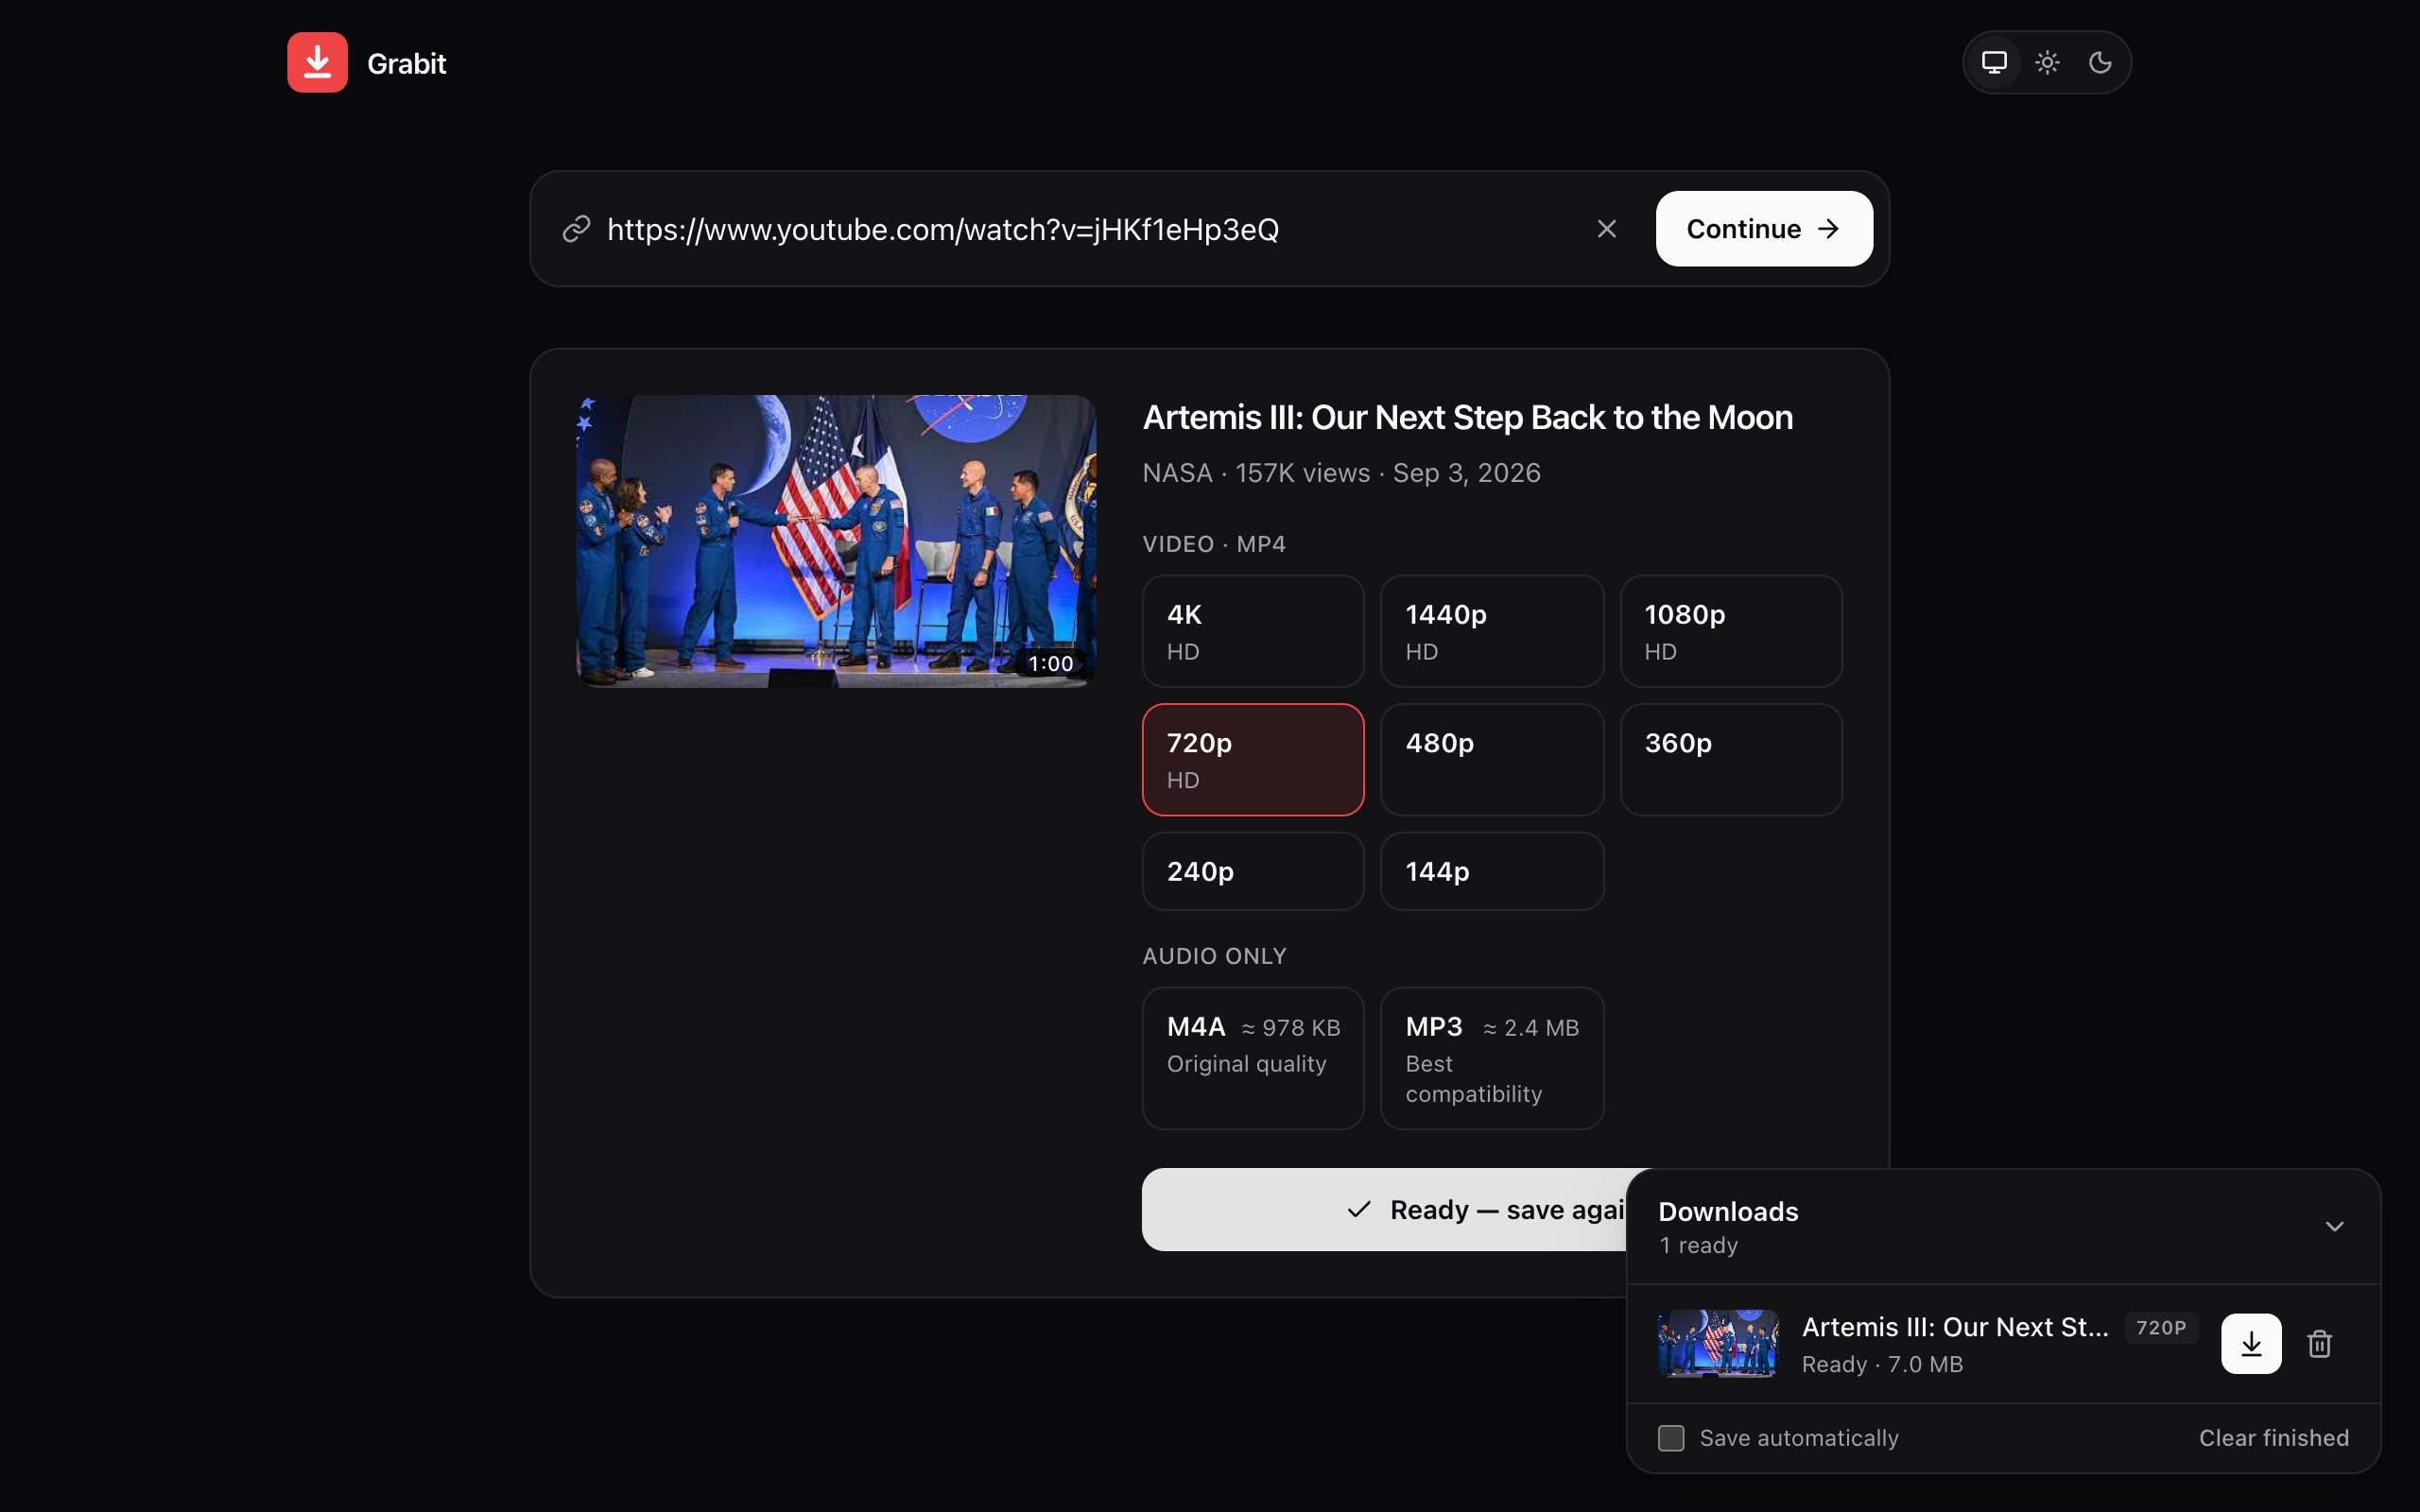 Grabit
https://www.youtube.com/watch?v=jHKf1eHp3eQ
Continue
Artemis III: Our Next Step Back to the Moon
NASA · 157K views · Sep 3, 2026
1:00
VIDEO · MP4
4K
HD
1440p
HD
1080p
HD
720p
HD
480p
360p
240p
144p
AUDIO ONLY
M4A ≈ 978 KB
Original quality
MP3 ≈ 2.4 MB
Best
compatibility
Ready — save agai
Downloads
1 ready
Artemis III: Our Next St... 720P
Ready · 7.0 MB
Save automatically
Clear finished